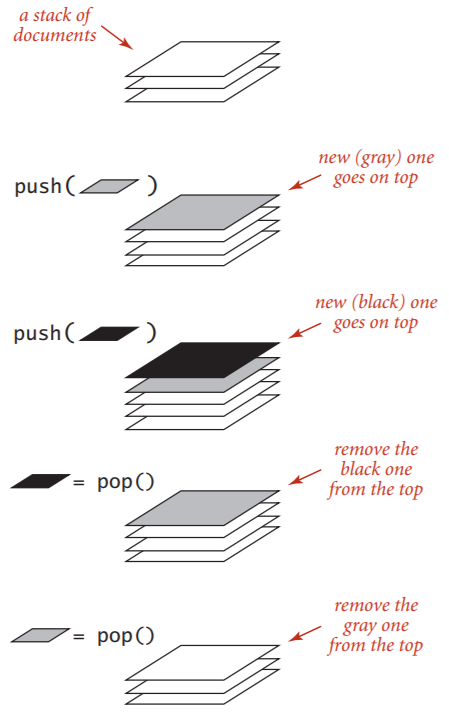 a stack of
documents
new (gray) one
goes on top
push( )
new (black) one
goes on top
push( )
remove the
black one
from the top
= pop()
remove the
gray one
from the top
= pop()